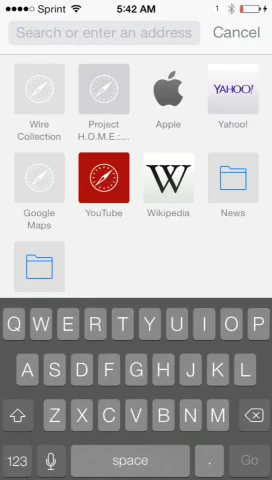 Sprint 5:42 AM 1
Search or enter an address Cancel
YAHOO!
Wire
Collection
Project
H.O.M.E.:...
Apple
Yahoo!
W
Google
Maps
YouTube
Wikipedia
News
Q W E R T Y U I O P
A S D F G H J K L
Z X C V B N M
123 space . Go